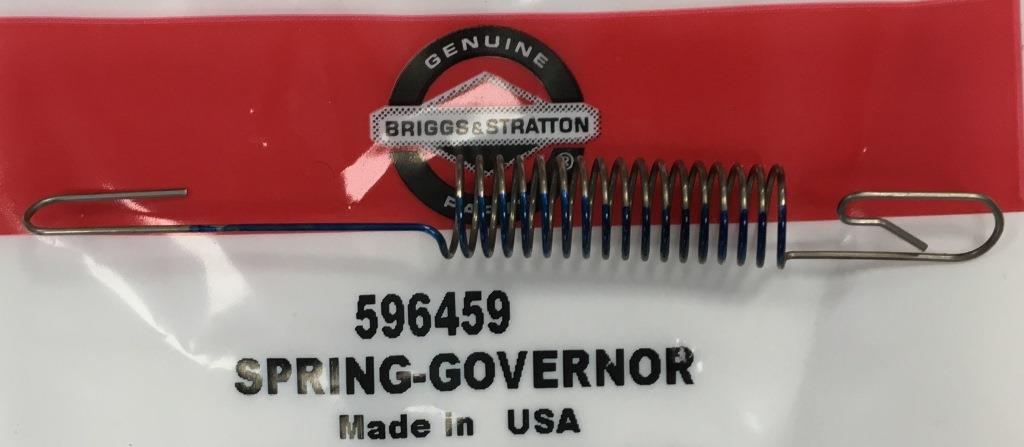 GENUINE
BRIGGS&STRATTON
®
596459
SPRING-GOVERNOR
Made in USA